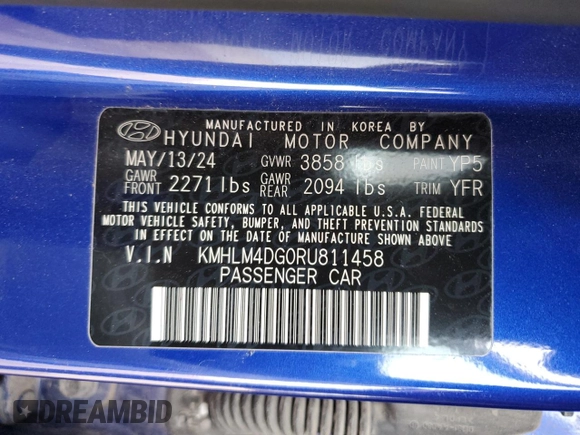 MANUFACTURED IN KOREA BY
HYUNDAI MOTOR COMPANY
MAY/13/24 GVWR 3858 lbs PAINT YP5
GAWR FRONT 2271 lbs GAWR REAR 2094 lbs TRIM YFR
THIS VEHICLE CONFORMS TO ALL APPLICABLE U.S.A. FEDERAL
MOTOR VEHICLE SAFETY, BUMPER, AND THEFT PREVENTION STANDARDS
IN EFFECT ON THE DATE OF MANUFACTURE SHOWN ABOVE
V.I.N KMHLM4DG0RU811458
PASSENGER CAR
DREAMBID